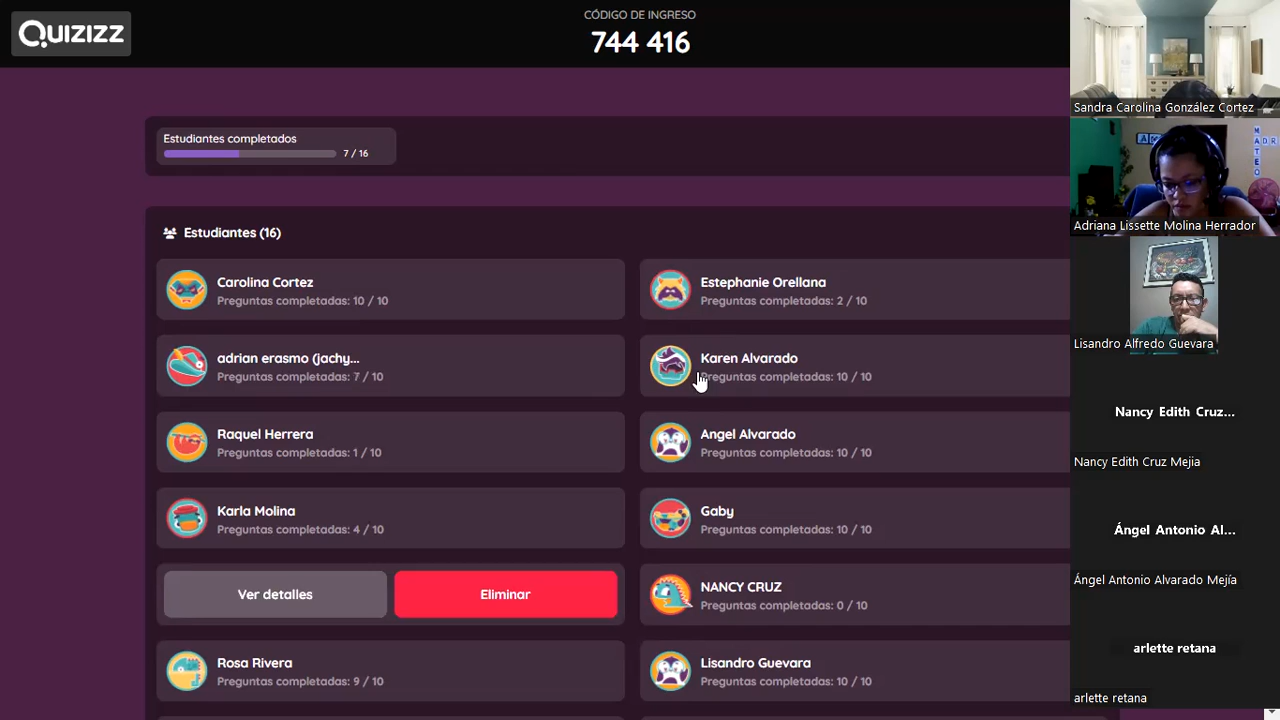 Quizizz
CÓDIGO DE INGRESO
744 416
Estudiantes completados
7 / 16
Estudiantes (16)
Carolina Cortez
Preguntas completadas: 10 / 10
Estephanie Orellana
Preguntas completadas: 2 / 10
adrian erasmo (jachy...
Preguntas completadas: 7 / 10
Karen Alvarado
Preguntas completadas: 10 / 10
Raquel Herrera
Preguntas completadas: 1 / 10
Angel Alvarado
Preguntas completadas: 10 / 10
Karla Molina
Preguntas completadas: 4 / 10
Gaby
Preguntas completadas: 10 / 10
Ver detalles
Eliminar
NANCY CRUZ
Preguntas completadas: 0 / 10
Rosa Rivera
Preguntas completadas: 9 / 10
Lisandro Guevara
Preguntas completadas: 10 / 10
Sandra Carolina González Cortez
MATEO
Adriana Lissette Molina Herrador
Lisandro Alfredo Guevara
Nancy Edith Cruz...
Nancy Edith Cruz Mejia
Ángel Antonio Al...
Ángel Antonio Alvarado Mejía
arlette retana
arlette retana